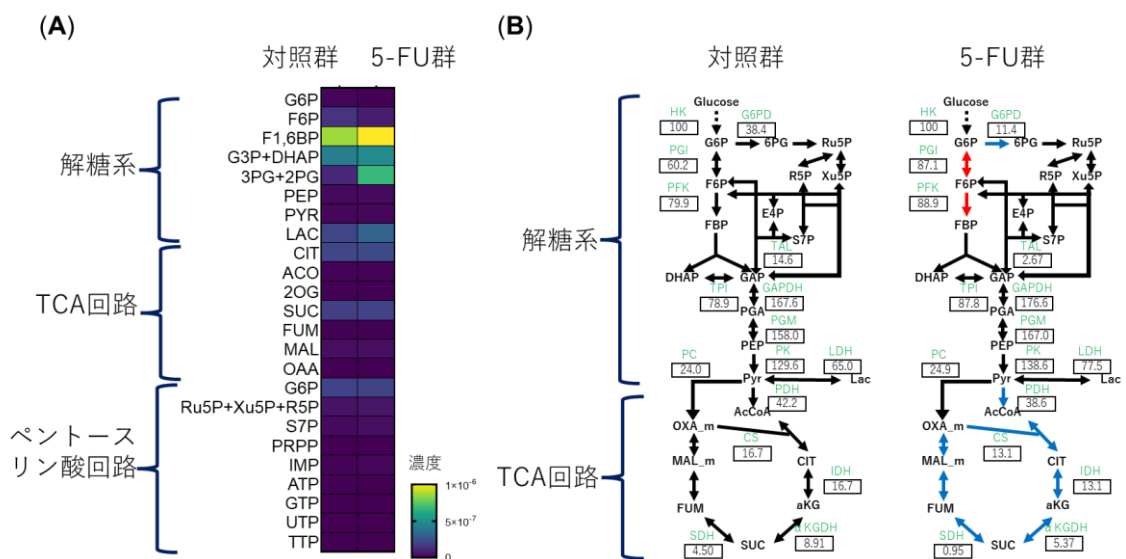 (A)
対照群 5-FU群
解糖系
TCA回路
ペントース
リン酸回路
G6P
F6P
F1,6BP
G3P+DHAP
3PG+2PG
PEP
PYR
LAC
CIT
ACO
2OG
SUC
FUM
MAL
OAA
G6P
Ru5P+Xu5P+R5P
S7P
PRPP
IMP
ATP
GTP
UTP
TTP
濃度
1×10⁻⁶
5×10⁻⁷
0
(B)
対照群
解糖系
TCA回路
Glucose
HK
100
G6PD
38.4
G6P
6PG
Ru5P
PGI
60.2
R5P
Xu5P
F6P
PFK
79.9
E4P
FBP
S7P
TAL
14.6
DHAP
GAP
TPI
78.9
GAPDH
167.6
PGA
PGM
158.0
PEP
PC
24.0
PK
129.6
LDH
65.0
Pyr
Lac
PDH
42.2
AcCoA
OXA_m
CS
16.7
MAL_m
CIT
IDH
16.7
FUM
aKG
SDH
4.50
SUC
α KGDH
8.91
5-FU群
Glucose
HK
100
G6PD
11.4
G6P
6PG
Ru5P
PGI
87.1
R5P
Xu5P
F6P
PFK
88.9
E4P
FBP
S7P
TAL
2.67
DHAP
GAP
TPI
87.8
GAPDH
176.6
PGA
PGM
167.0
PEP
PC
24.9
PK
138.6
LDH
77.5
Pyr
Lac
PDH
38.6
AcCoA
OXA_m
CS
13.1
MAL_m
CIT
IDH
13.1
FUM
aKG
SDH
0.95
SUC
α KGDH
5.37